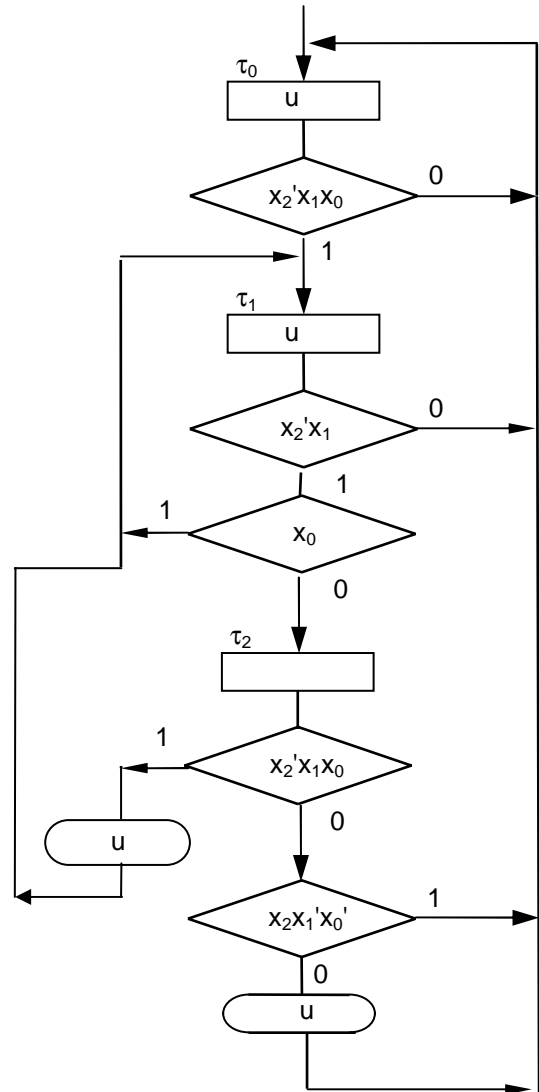 τ₀
u
x₂'x₁x₀
0
1
τ₁
u
x₂'x₁
0
1
1
x₀
0
τ₂
1
x₂'x₁x₀
0
u
x₂x₁'x₀'
1
0
u